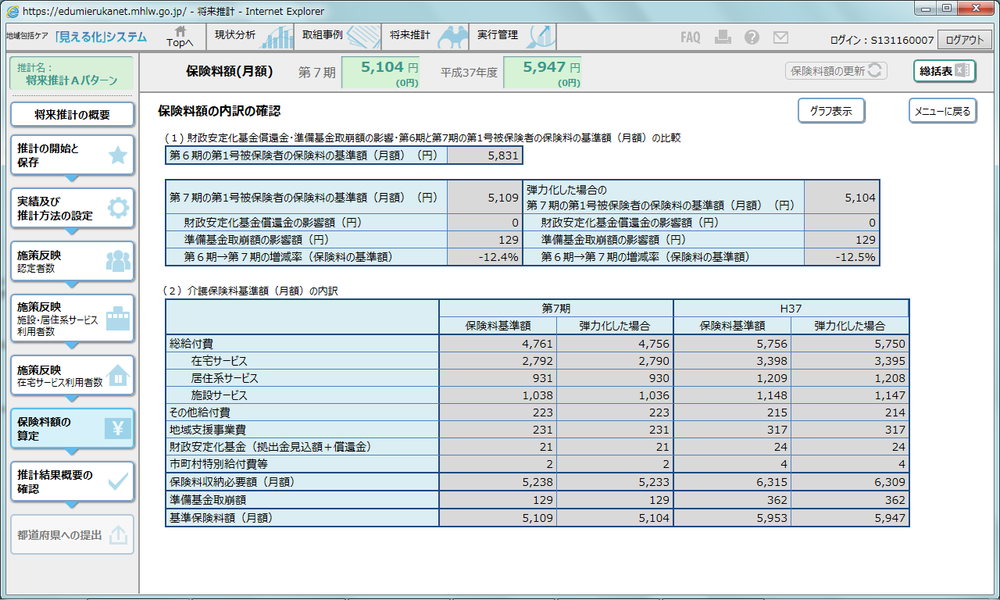 https://edumierukanet.mhlw.go.jp/ - 将来推計 - Internet Explorer
地域包括ケア 「見える化」システム
Topへ
現状分析
取組事例
将来推計
実行管理
FAQ
ログイン：S131160007
ログアウト
推計名：
将来推計Ａパターン
保険料額(月額)
第７期
5,104 円
(0円)
平成37年度
5,947 円
(0円)
保険料額の更新
総括表
将来推計の概要
推計の開始と
保存
実績及び
推計方法の設定
施策反映
認定者数
施策反映
施設・居住系サービス
利用者数
施策反映
在宅サービス利用者数
保険料額の
算定
¥
推計結果概要の
確認
都道府県への提出
保険料額の内訳の確認
グラフ表示
メニューに戻る
（１）財政安定化基金償還金・準備基金取崩額の影響・第6期と第7期の第1号被保険者の保険料の基準額（月額）の比較
第６期の第1号被保険者の保険料の基準額（月額）（円） 5,831
第７期の第1号被保険者の保険料の基準額（月額）（円） 5,109
弾力化した場合の
第７期の第1号被保険者の保険料の基準額（月額）（円） 5,104
財政安定化基金償還金の影響額（円） 0 財政安定化基金償還金の影響額（円） 0
準備基金取崩額の影響額（円） 129 準備基金取崩額の影響額（円） 129
第６期→第７期の増減率（保険料の基準額） -12.4% 第６期→第７期の増減率（保険料の基準額） -12.5%
（２）介護保険料基準額（月額）の内訳
第7期 H37
保険料基準額 弾力化した場合 保険料基準額 弾力化した場合
総給付費 4,761 4,756 5,756 5,750
在宅サービス 2,792 2,790 3,398 3,395
居住系サービス 931 930 1,209 1,208
施設サービス 1,038 1,036 1,148 1,147
その他給付費 223 223 215 214
地域支援事業費 231 231 317 317
財政安定化基金（拠出金見込額＋償還金） 21 21 24 24
市町村特別給付費等 2 2 4 4
保険料収納必要額（月額） 5,238 5,233 6,315 6,309
準備基金取崩額 129 129 362 362
基準保険料額（月額） 5,109 5,104 5,953 5,947